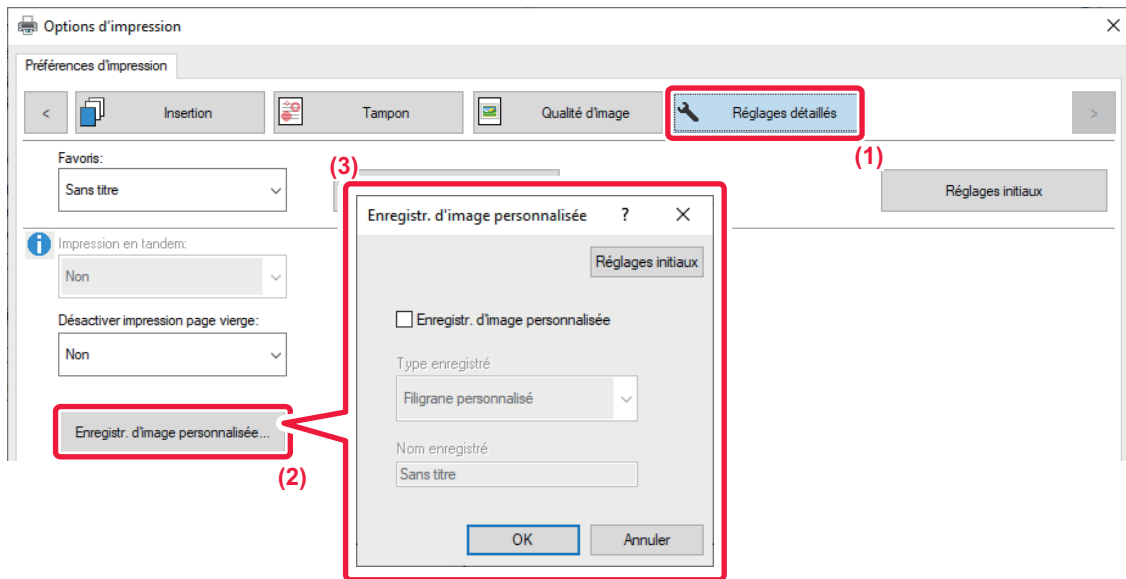 Options d'impression
Préférences d'impression
<
Insertion
Tampon
Qualité d'image
Réglages détaillés
>
(1)
Favoris:
Sans titre
(3)
Réglages initiaux
Impression en tandem:
Non
Désactiver impression page vierge:
Non
Enregistr. d'image personnalisée...
(2)
Enregistr. d'image personnalisée
?
Réglages initiaux
Enregistr. d'image personnalisée
Type enregistré
Filigrane personnalisé
Nom enregistré
Sans titre
OK
Annuler